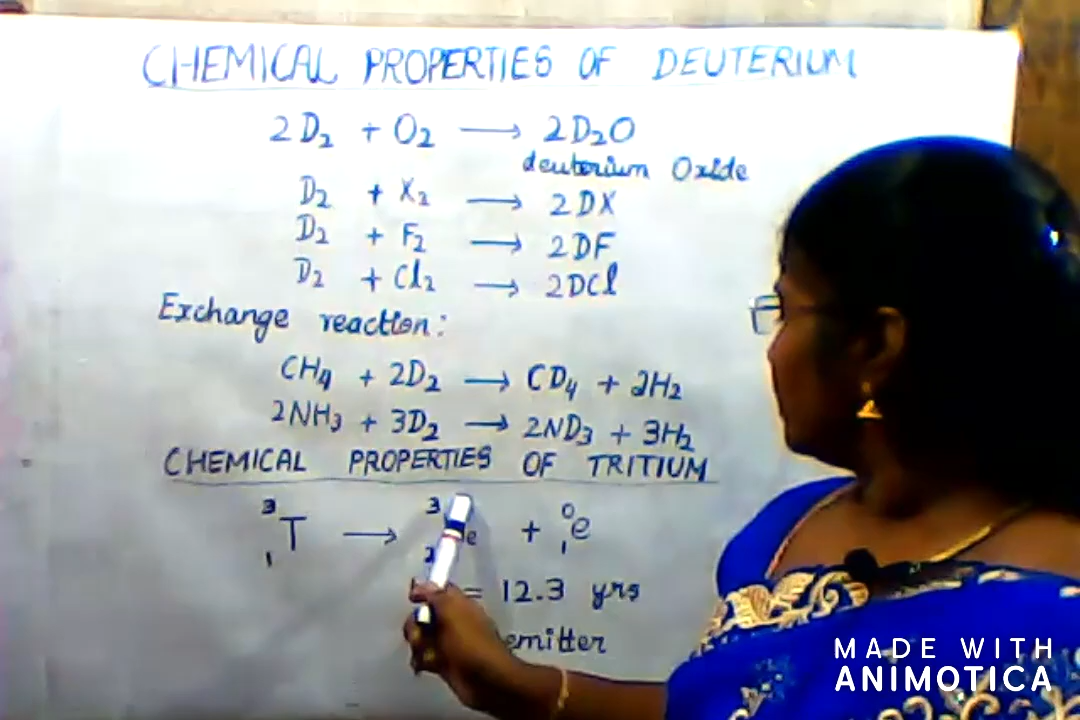 CHEMICAL PROPERTIES OF DEUTERIUM
2D₂ + O₂ ⟶ 2D₂O
deuterium Oxide
D₂ + X₂ ⟶ 2DX
D₂ + F₂ ⟶ 2DF
D₂ + Cl₂ ⟶ 2DCl
Exchange reaction:
CH₄ + 2D₂ ⟶ CD₄ + 2H₂
2NH₃ + 3D₂ ⟶ 2ND₃ + 3H₂
CHEMICAL PROPERTIES OF TRITIUM
³₁T ⟶ ³₂ e + ⁰₁e
= 12.3 yrs
emitter
MADE WITH
ANIMOTICA